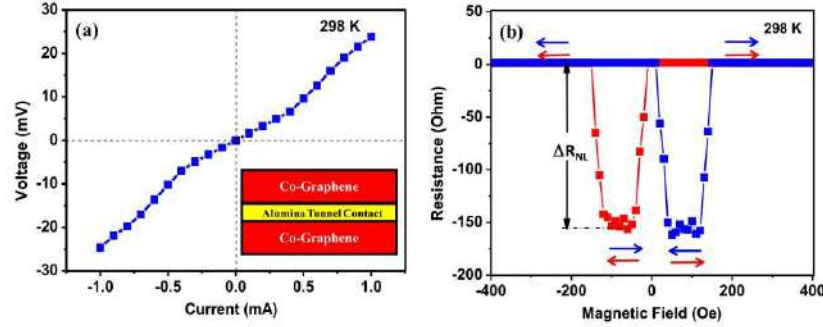 (a)
298 K
Voltage (mV)
30
20
10
0
-10
-20
-30
Co-Graphene
Alumina Tunnel Contact
Co-Graphene
-1.0 -0.5 0.0 0.5 1.0
Current (mA)
(b)
298 K
Resistance (Ohm)
50
0
-50
-100
-150
-200
ΔR_NL
-400 -200 0 200 400
Magnetic Field (Oe)